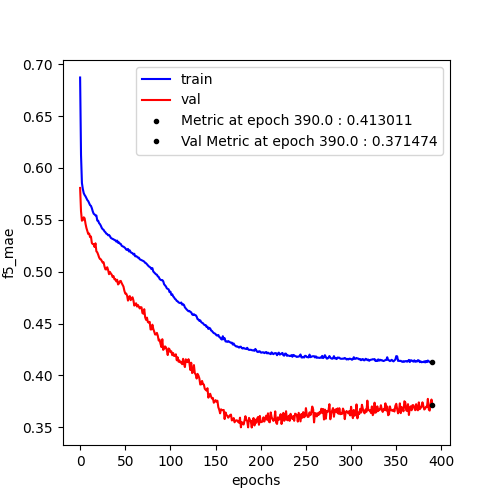 train
val
Metric at epoch 390.0 : 0.413011
Val Metric at epoch 390.0 : 0.371474
0.70
0.65
0.60
0.55
0.50
0.45
0.40
0.35
f5_mae
0 50 100 150 200 250 300 350 400
epochs